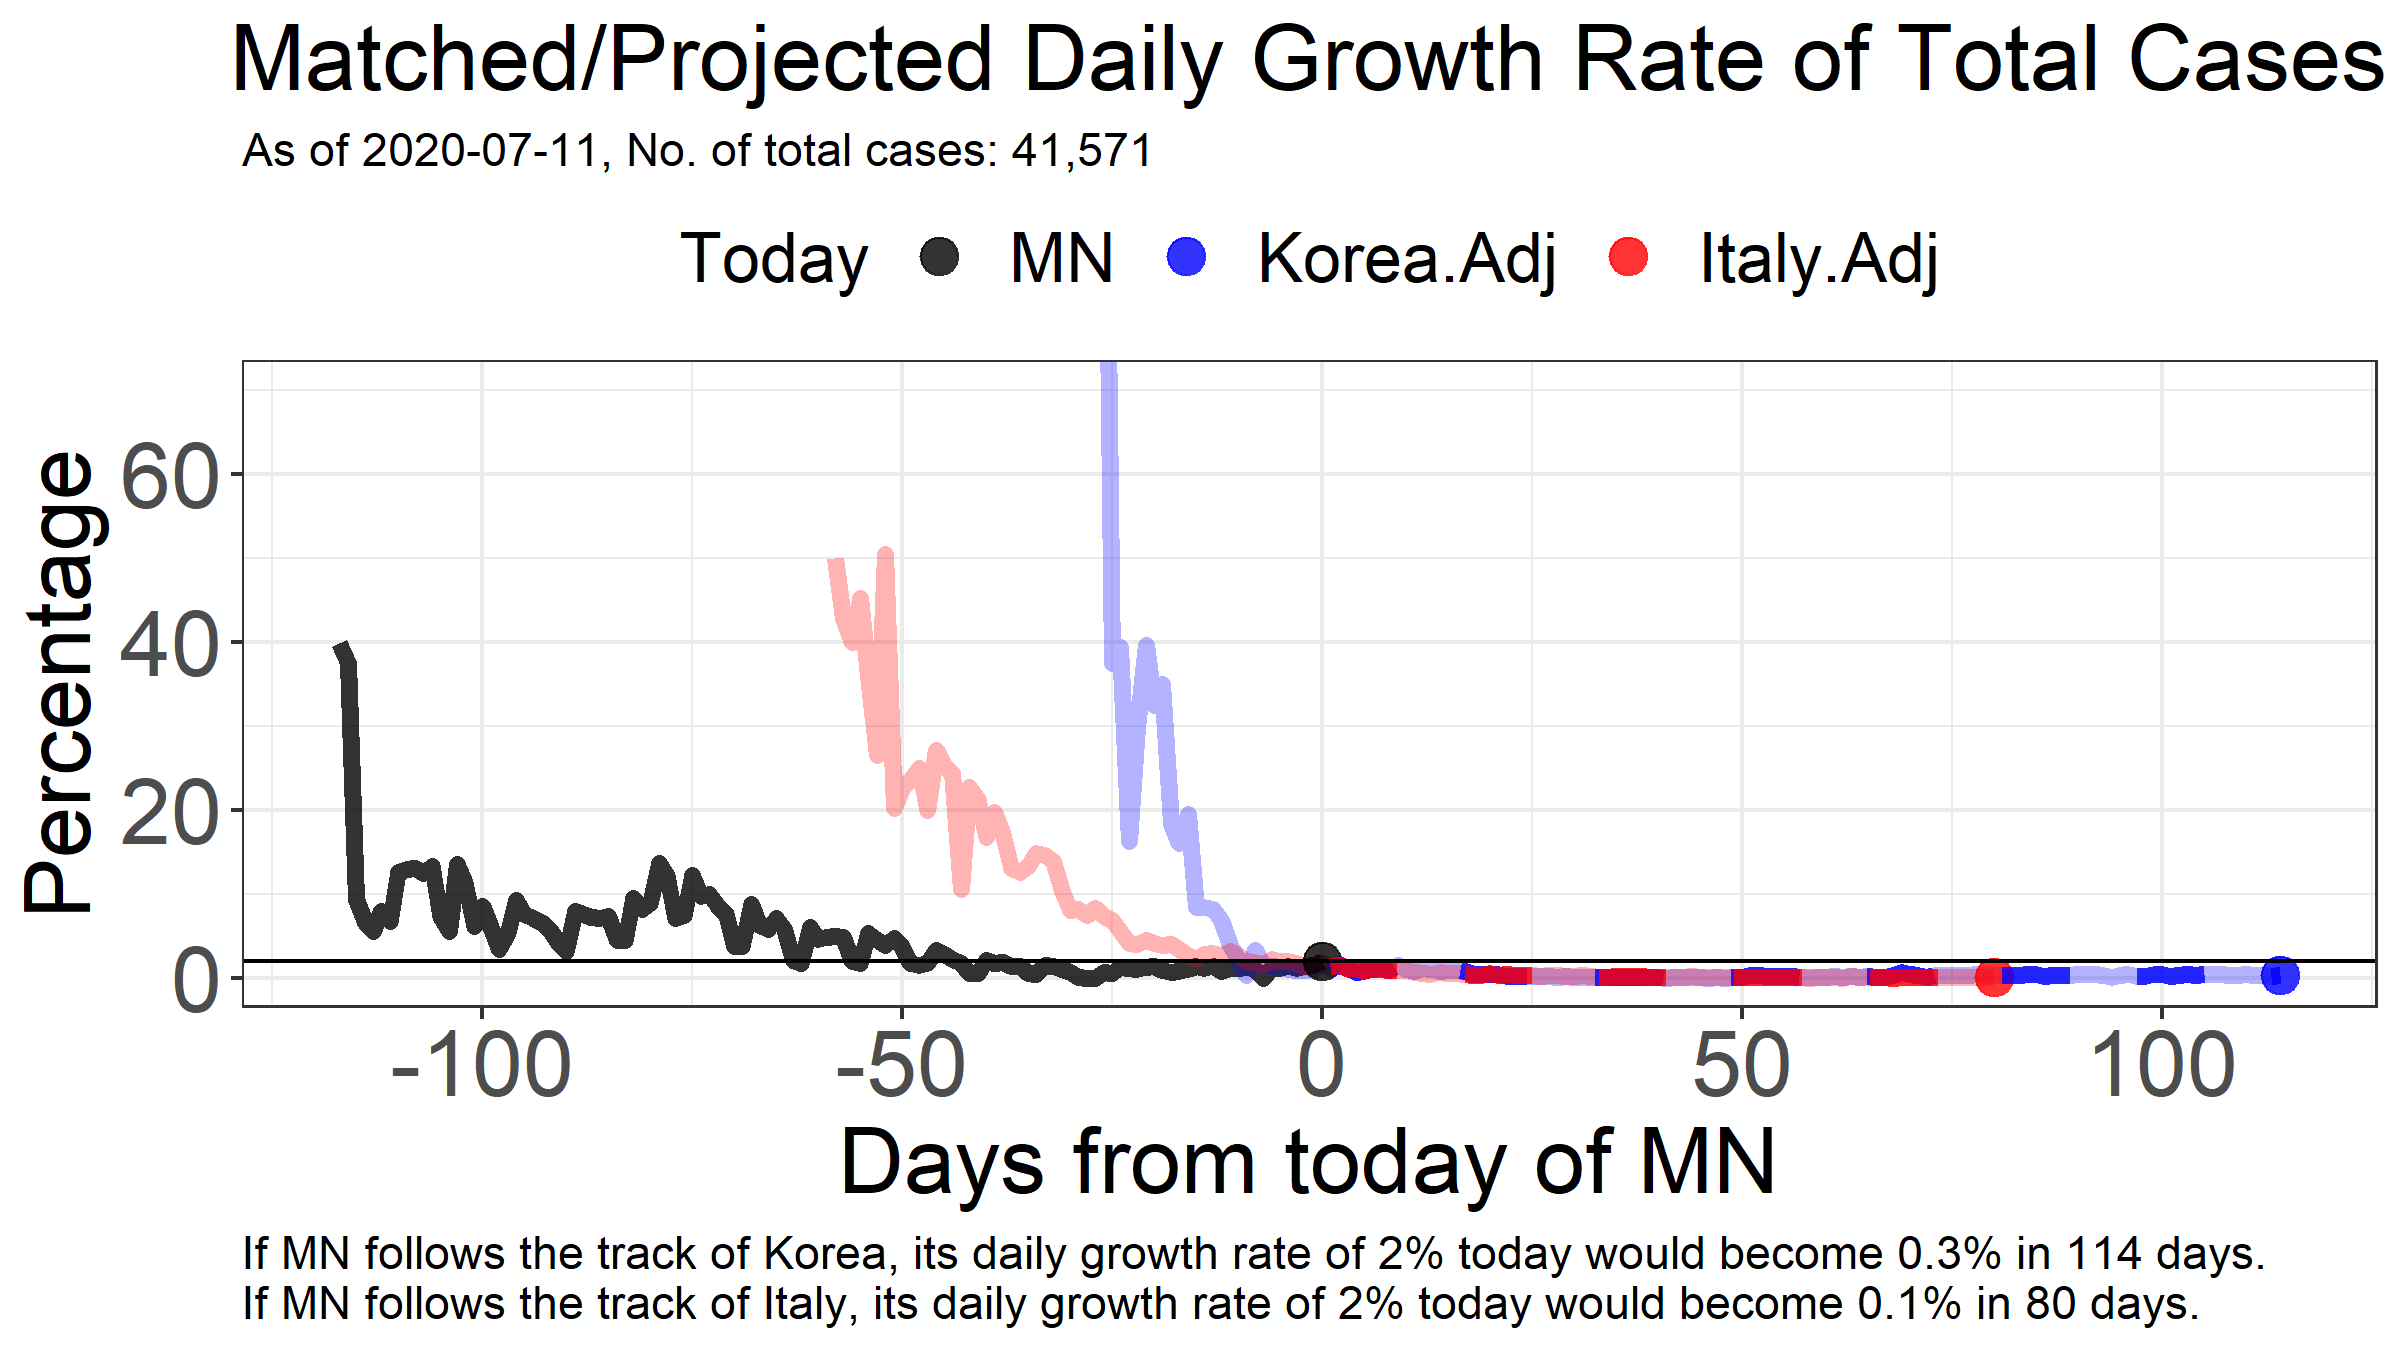 Matched/Projected Daily Growth Rate of Total Cases
As of 2020-07-11, No. of total cases: 41,571
Today MN Korea.Adj Italy.Adj
Percentage
60
40
20
0
-100 -50 0 50 100
Days from today of MN
If MN follows the track of Korea, its daily growth rate of 2% today would become 0.3% in 114 days.
If MN follows the track of Italy, its daily growth rate of 2% today would become 0.1% in 80 days.